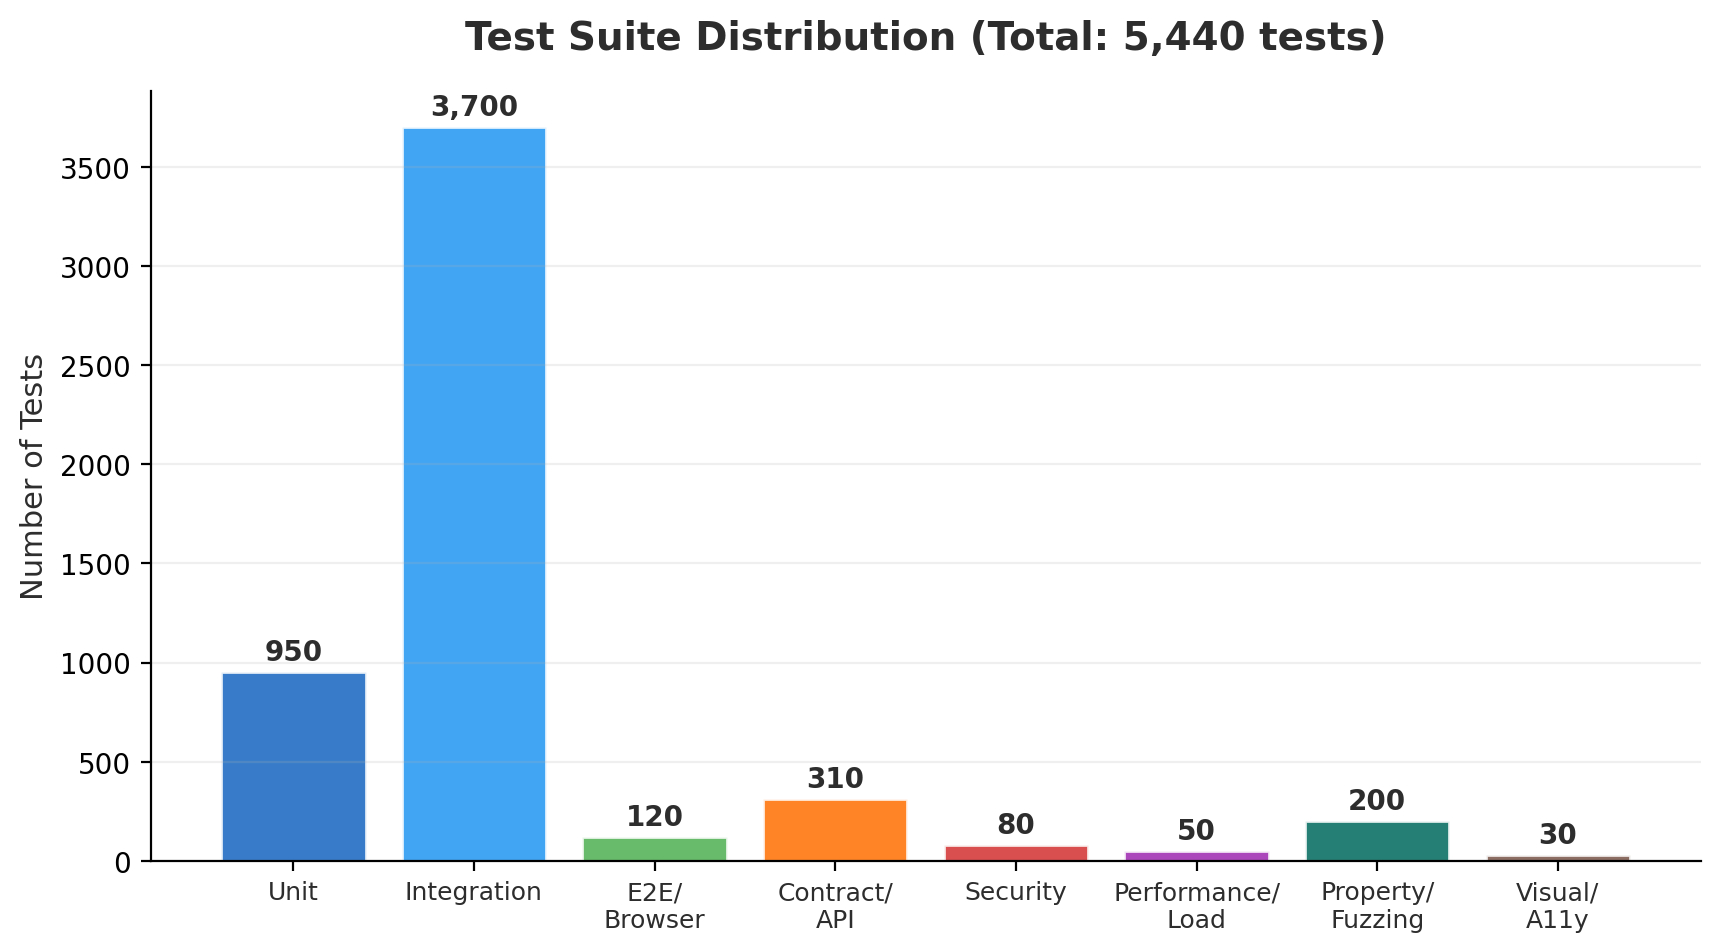 Test Suite Distribution (Total: 5,440 tests)
Number of Tests
3500
3000
2500
2000
1500
1000
500
0
950
3,700
120
310
80
50
200
30
Unit
Integration
E2E/
Browser
Contract/
API
Security
Performance/
Load
Property/
Fuzzing
Visual/
A11y